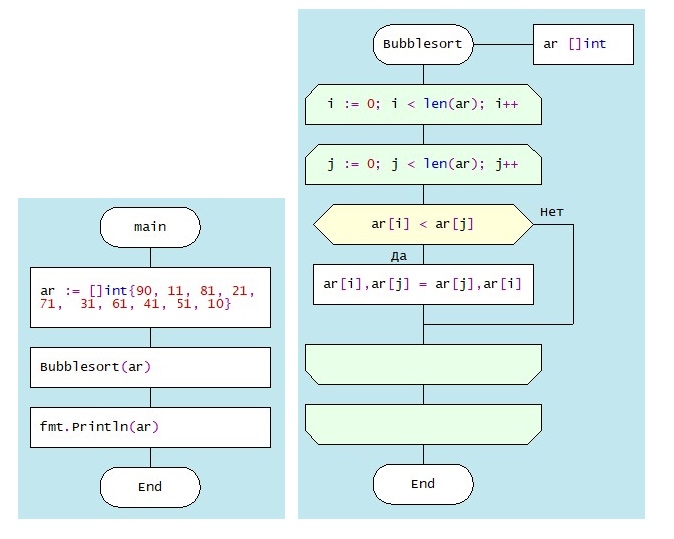 main
ar := []int{90, 11, 81, 21,
71,  31, 61, 41, 51, 10}
Bubblesort(ar)
fmt.Println(ar)
End
Bubblesort
ar []int
i := 0; i < len(ar); i++
j := 0; j < len(ar); j++
ar[i] < ar[j]
Нет
Да
ar[i],ar[j] = ar[j],ar[i]
End